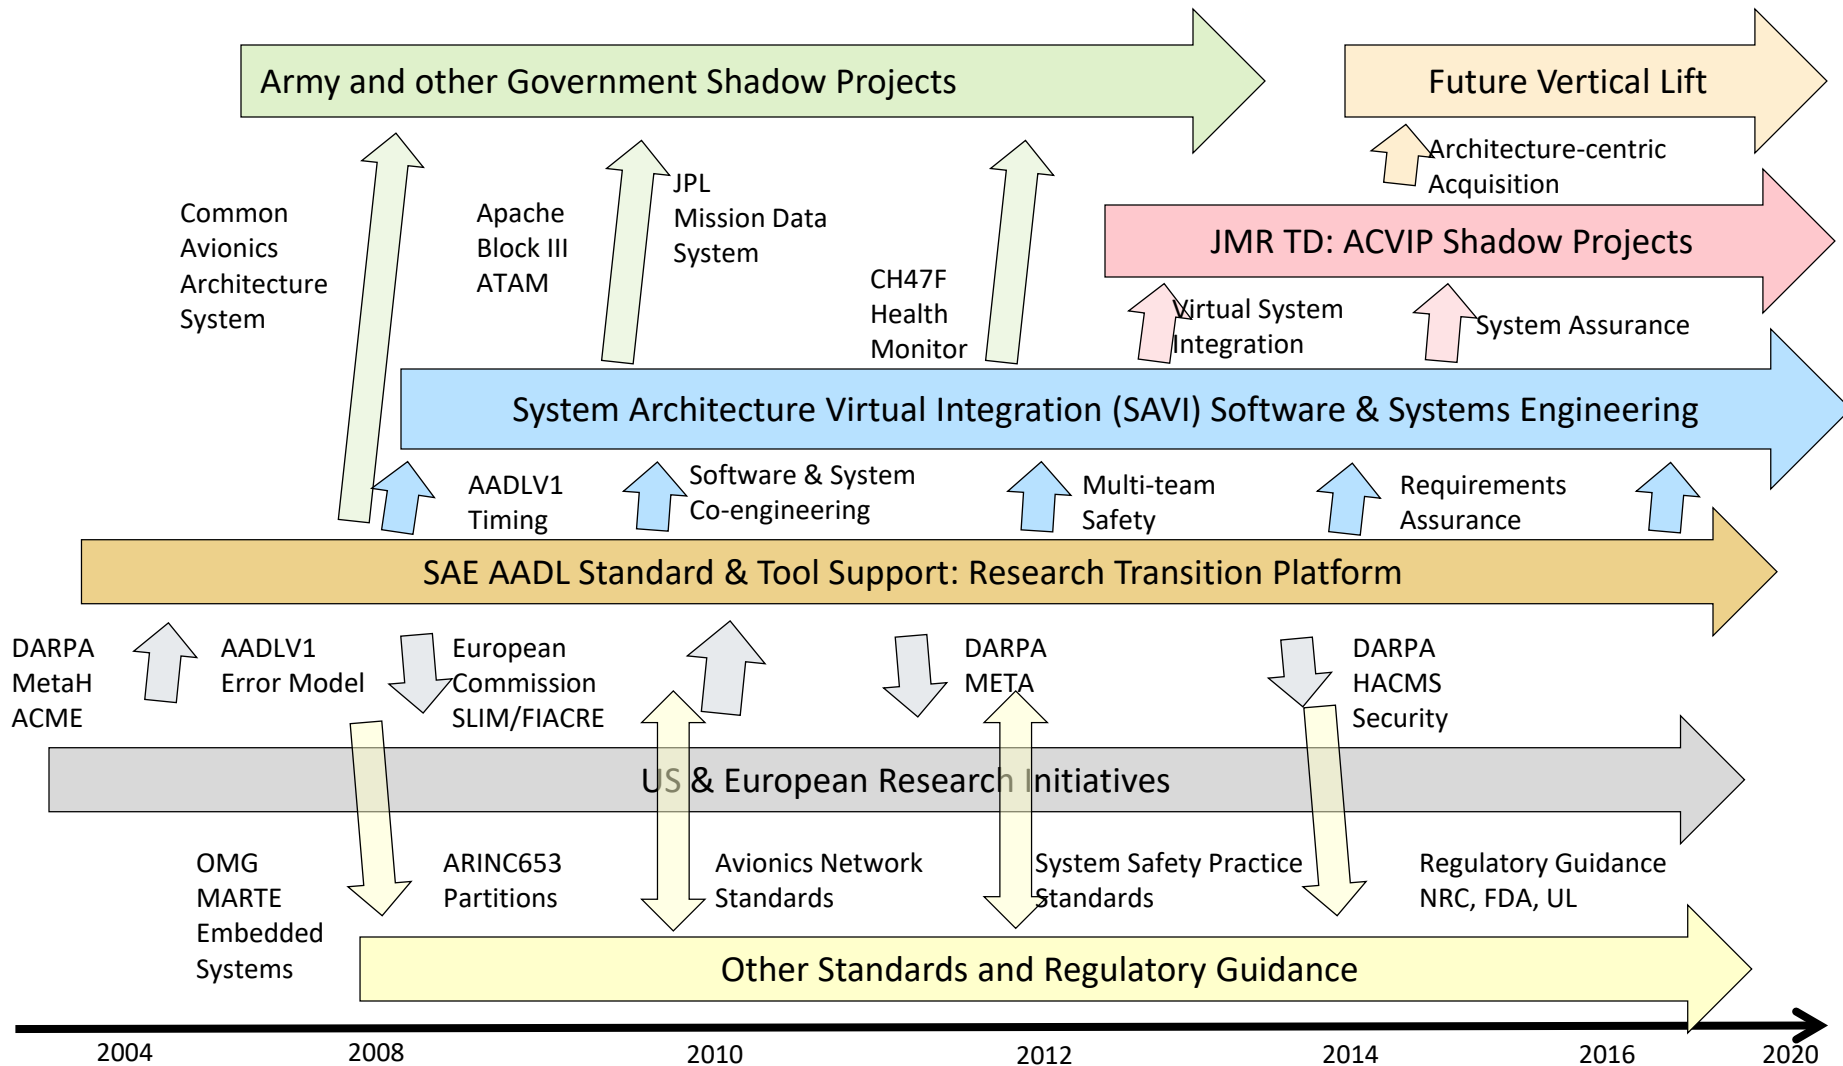 Army and other Government Shadow Projects
Future Vertical Lift
Architecture-centric
Acquisition
Common
Avionics
Architecture
System
Apache
Block III
ATAM
JPL
Mission Data
System
JMR TD: ACVIP Shadow Projects
CH47F
Health
Monitor
Virtual System
Integration
System Assurance
System Architecture Virtual Integration (SAVI) Software & Systems Engineering
AADLV1
Timing
Software & System
Co-engineering
Multi-team
Safety
Requirements
Assurance
SAE AADL Standard & Tool Support: Research Transition Platform
DARPA
MetaH
ACME
AADLV1
Error Model
European
Commission
SLIM/FIACRE
DARPA
META
DARPA
HACMS
Security
US & European Research Initiatives
OMG
MARTE
Embedded
Systems
ARINC653
Partitions
Avionics Network
Standards
System Safety Practice
Standards
Regulatory Guidance
NRC, FDA, UL
Other Standards and Regulatory Guidance
2004
2008
2010
2012
2014
2016
2020